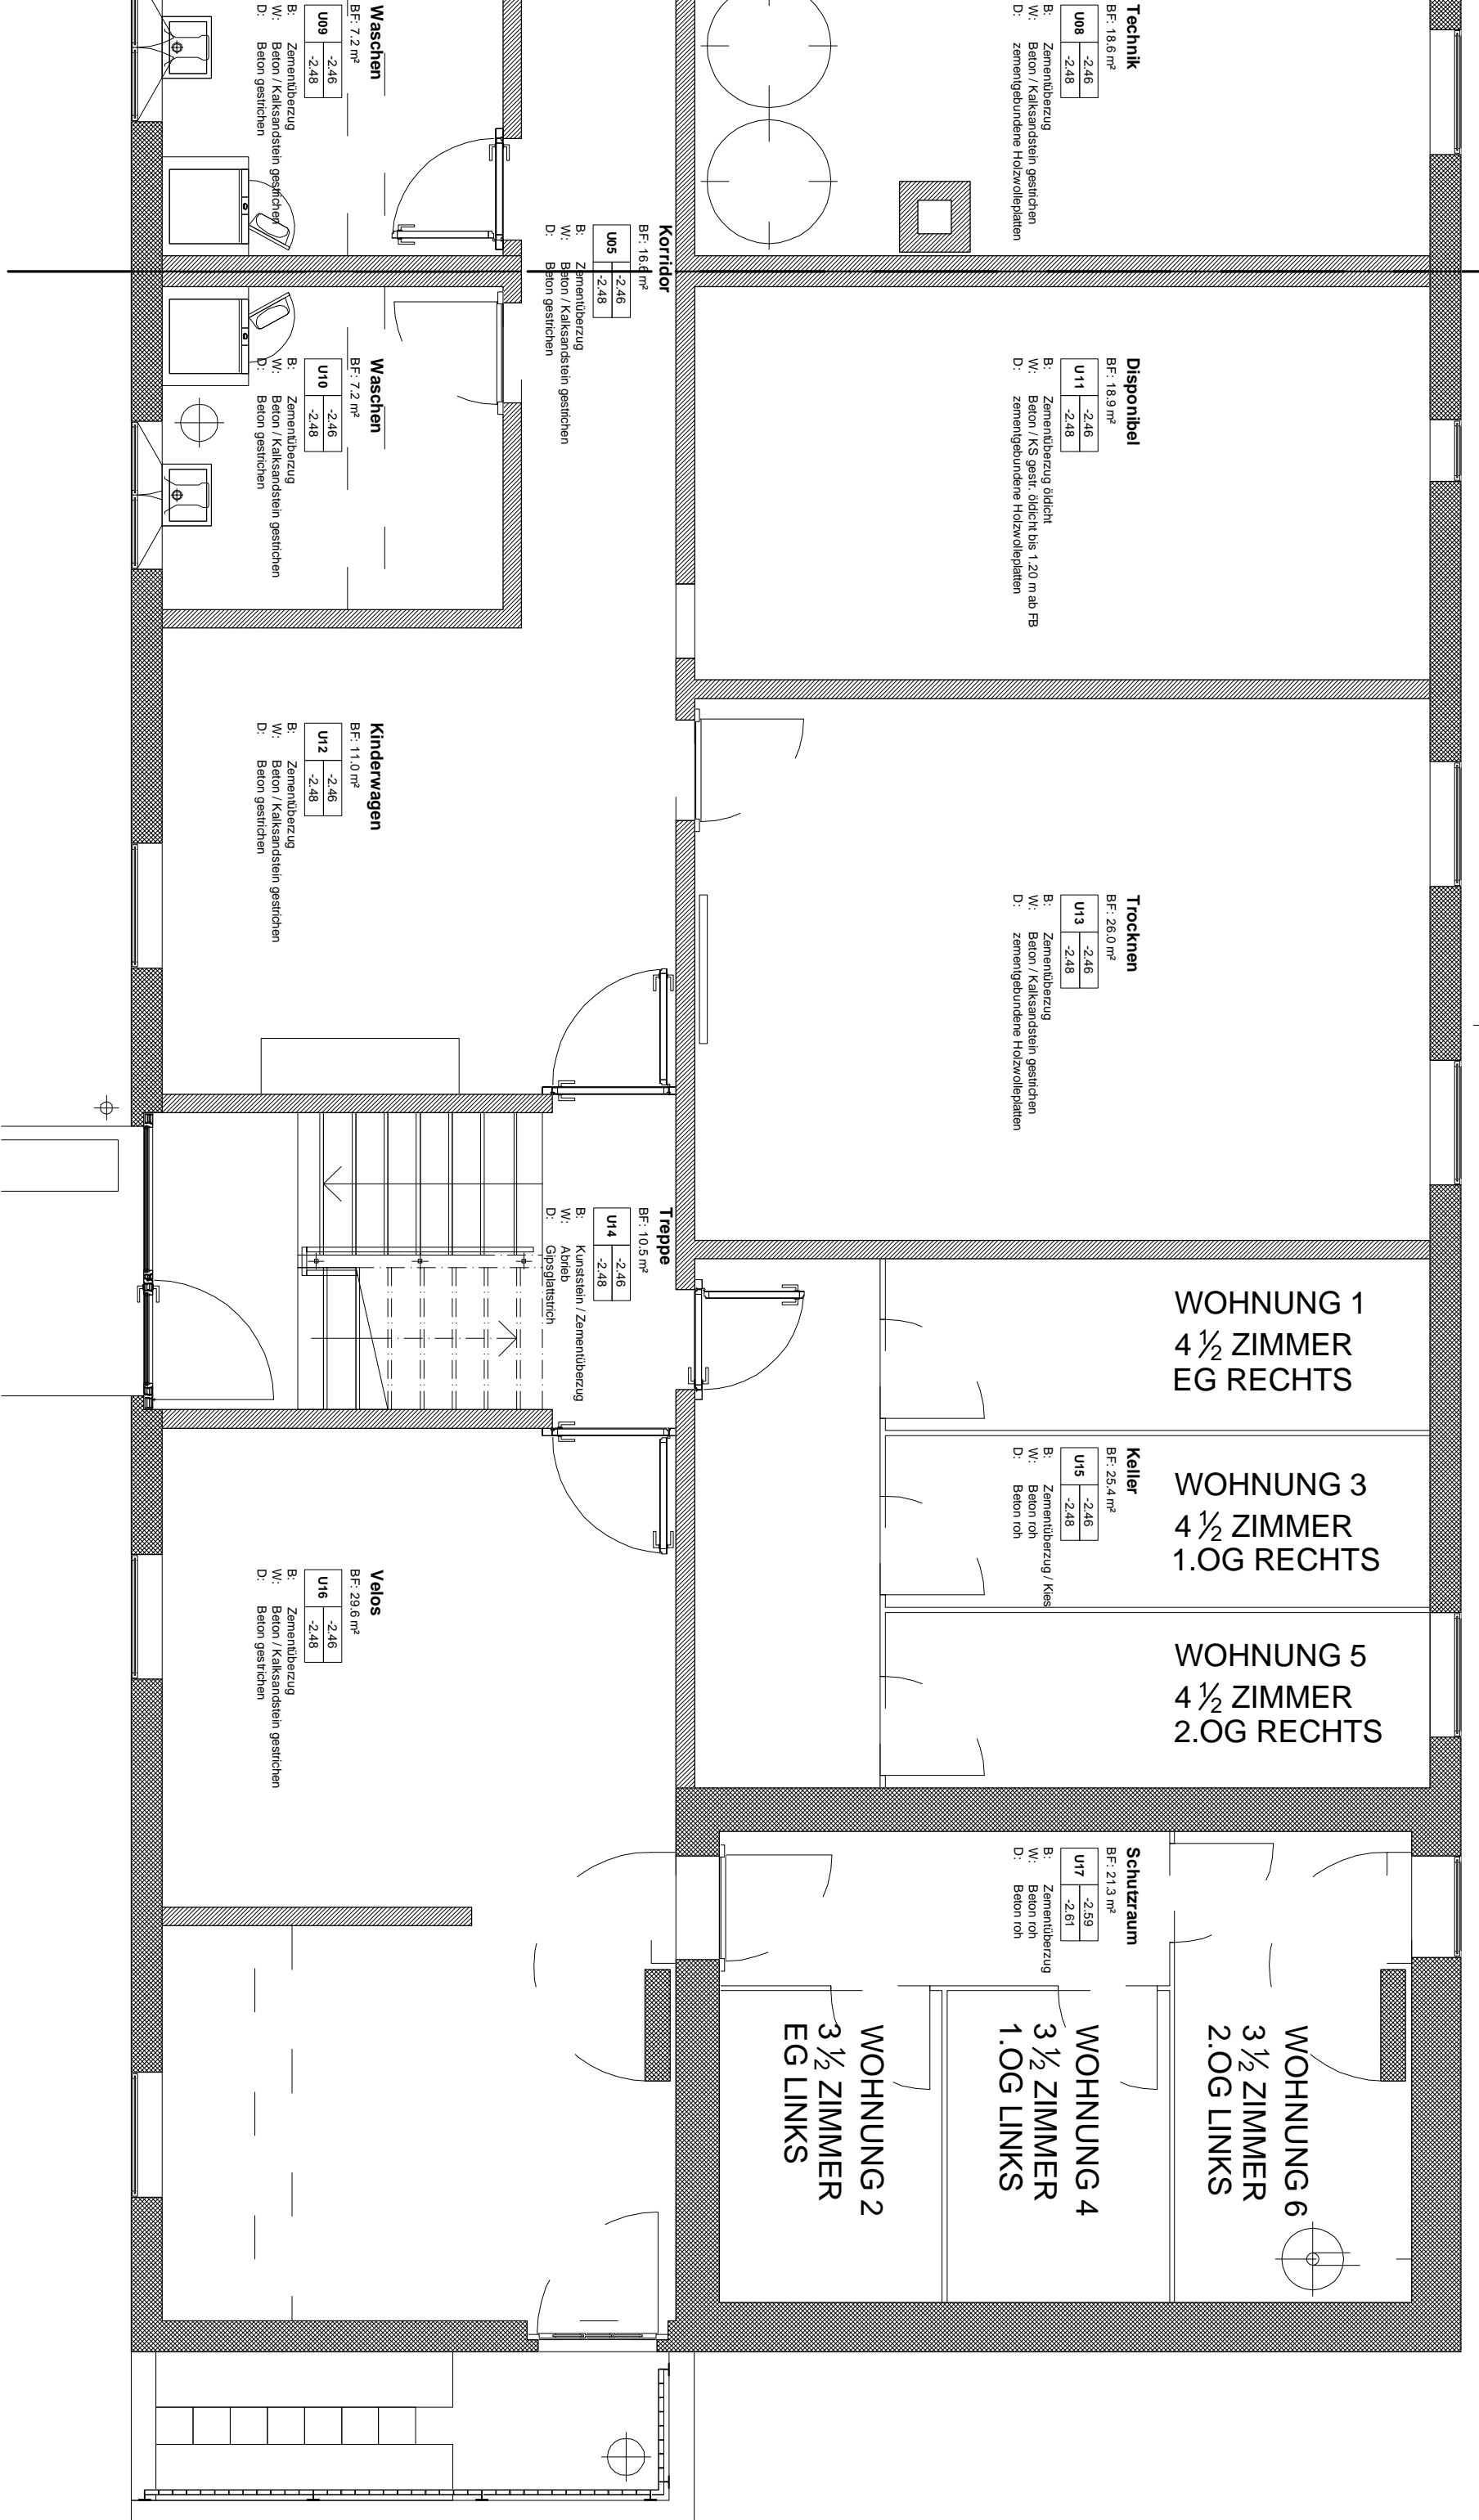 Technik
BF: 18.6 m²
U08 -2.46 -2.48
B: Zementüberzug
W: Beton / Kalksandstein gestrichen
D: zementgebundene Holzwolleplatten
Waschen
BF: 7.2 m²
U09 -2.46 -2.48
B: Zementüberzug
W: Beton / Kalksandstein gestrichen
D: Beton gestrichen
Korridor
BF: 16.6 m²
U05 -2.46 -2.48
B: Zementüberzug
W: Beton / Kalksandstein gestrichen
D: Beton gestrichen
Disponibel
BF: 18.9 m²
U11 -2.46 -2.48
B: Zementüberzug öldicht
W: Beton / KS gestr. öldicht bis 1.20 m ab FB
D: zementgebundene Holzwolleplatten
Waschen
BF: 7.2 m²
U10 -2.46 -2.48
B: Zementüberzug
W: Beton / Kalksandstein gestrichen
D: Beton gestrichen
Kinderwagen
BF: 11.0 m²
U12 -2.46 -2.48
B: Zementüberzug
W: Beton / Kalksandstein gestrichen
D: Beton gestrichen
Trocknen
BF: 26.0 m²
U13 -2.46 -2.48
B: Zementüberzug
W: Beton / Kalksandstein gestrichen
D: zementgebundene Holzwolleplatten
Treppe
BF: 10.5 m²
U14 -2.46 -2.48
B: Kunststein / Zementüberzug
W: Abrieb
D: Gipsglattstrich
WOHNUNG 1
4 ½ ZIMMER
EG RECHTS
Keller
BF: 25.4 m²
U15 -2.46 -2.48
B: Zementüberzug / Kies
W: Beton roh
D: Beton roh
WOHNUNG 3
4 ½ ZIMMER
1.OG RECHTS
WOHNUNG 5
4 ½ ZIMMER
2.OG RECHTS
Velos
BF: 29.6 m²
U16 -2.46 -2.48
B: Zementüberzug
W: Beton / Kalksandstein gestrichen
D: Beton gestrichen
Schutzraum
BF: 21.3 m²
U17 -2.59 -2.61
B: Zementüberzug
W: Beton roh
D: Beton roh
WOHNUNG 6
3 ½ ZIMMER
2.OG LINKS
WOHNUNG 4
3 ½ ZIMMER
1.OG LINKS
WOHNUNG 2
3 ½ ZIMMER
EG LINKS